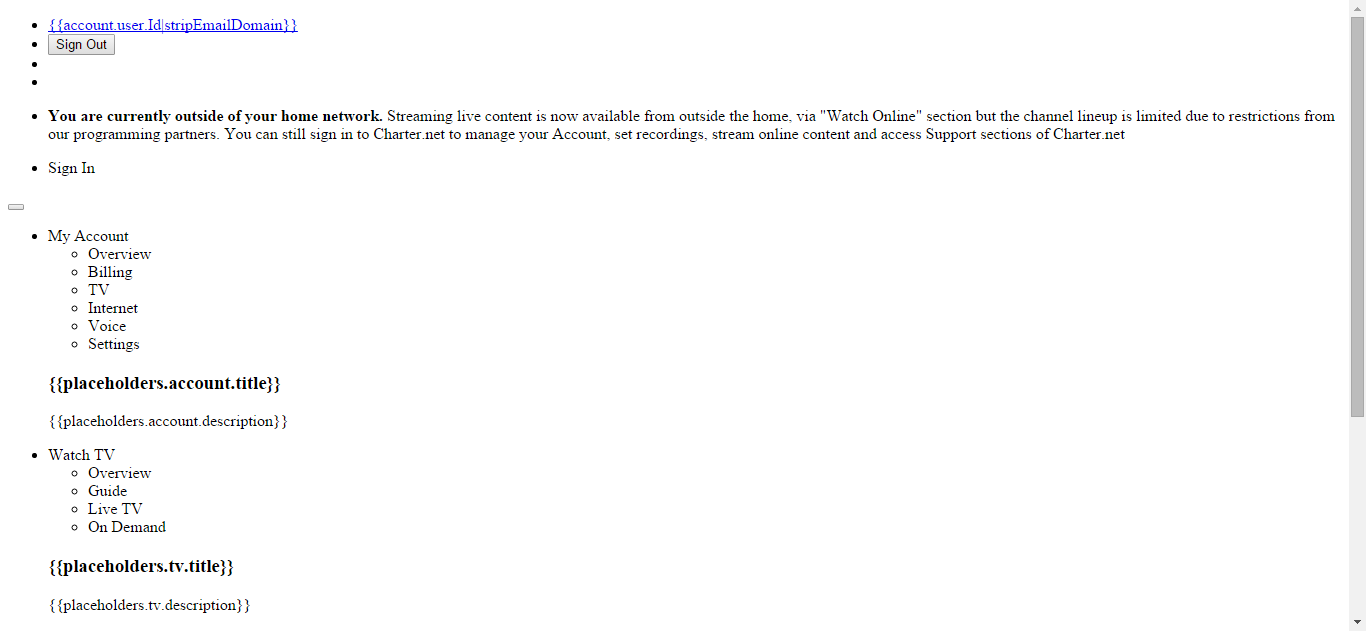 {{account.user.Id|stripEmailDomain}}
Sign Out
You are currently outside of your home network. Streaming live content is now available from outside the home, via "Watch Online" section but the channel lineup is limited due to restrictions from
our programming partners. You can still sign in to Charter.net to manage your Account, set recordings, stream online content and access Support sections of Charter.net
Sign In
My Account
Overview
Billing
TV
Internet
Voice
Settings
{{placeholders.account.title}}
{{placeholders.account.description}}
Watch TV
Overview
Guide
Live TV
On Demand
{{placeholders.tv.title}}
{{placeholders.tv.description}}